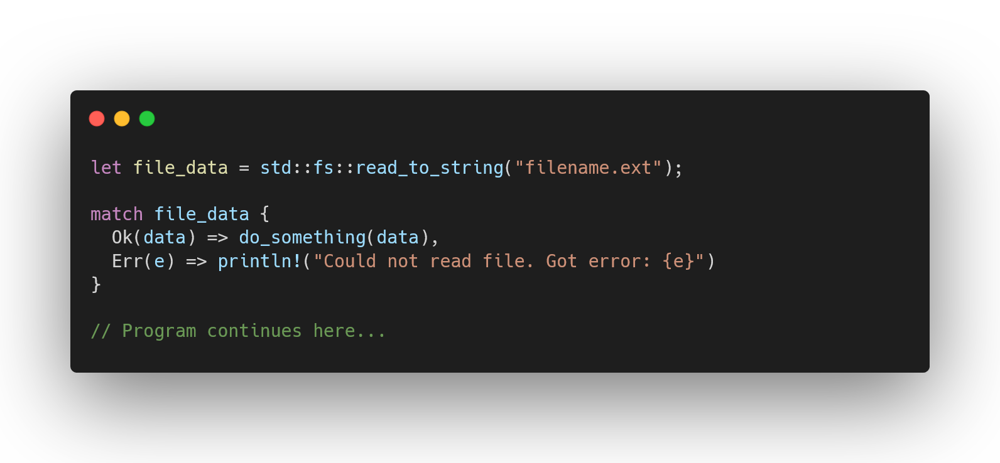 let file_data = std::fs::read_to_string("filename.ext");
match file_data {
  Ok(data) => do_something(data),
  Err(e) => println!("Could not read file. Got error: {e}")
}
// Program continues here...